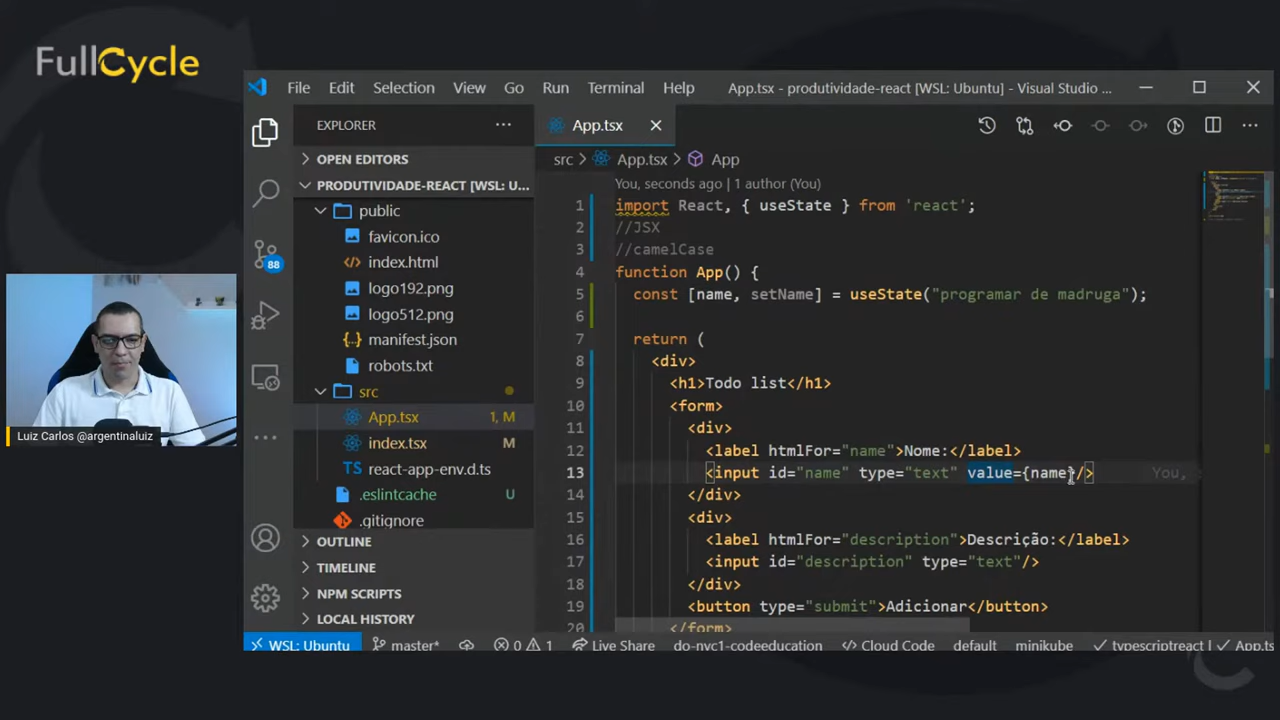 FullCycle
File Edit Selection View Go Run Terminal Help App.tsx - produtividade-react [WSL: Ubuntu] - Visual Studio ...
EXPLORER ...
App.tsx
OPEN EDITORS
src > App.tsx > App
PRODUTIVIDADE-REACT [WSL: U...
You, seconds ago | 1 author (You)
public
favicon.ico
index.html
logo192.png
logo512.png
manifest.json
robots.txt
src
App.tsx 1, M
index.tsx M
react-app-env.d.ts
.eslintcache U
.gitignore
OUTLINE
TIMELINE
NPM SCRIPTS
LOCAL HISTORY
88
1 import React, { useState } from 'react';
2 //JSX
3 //camelCase
4 function App() {
5 const [name, setName] = useState("programar de madruga");
6
7 return (
8 <div>
9 <h1>Todo list</h1>
10 <form>
11 <div>
12 <label htmlFor="name">Nome:</label>
13 <input id="name" type="text" value={name}/> You,
14 </div>
15 <div>
16 <label htmlFor="description">Descrição:</label>
17 <input id="description" type="text"/>
18 </div>
19 <button type="submit">Adicionar</button>
20 </form>
Luiz Carlos @argentinaluiz
WSL: Ubuntu master* 0 1 Live Share do-nyc1-codeeducation Cloud Code default minikube typescriptreact App.ts